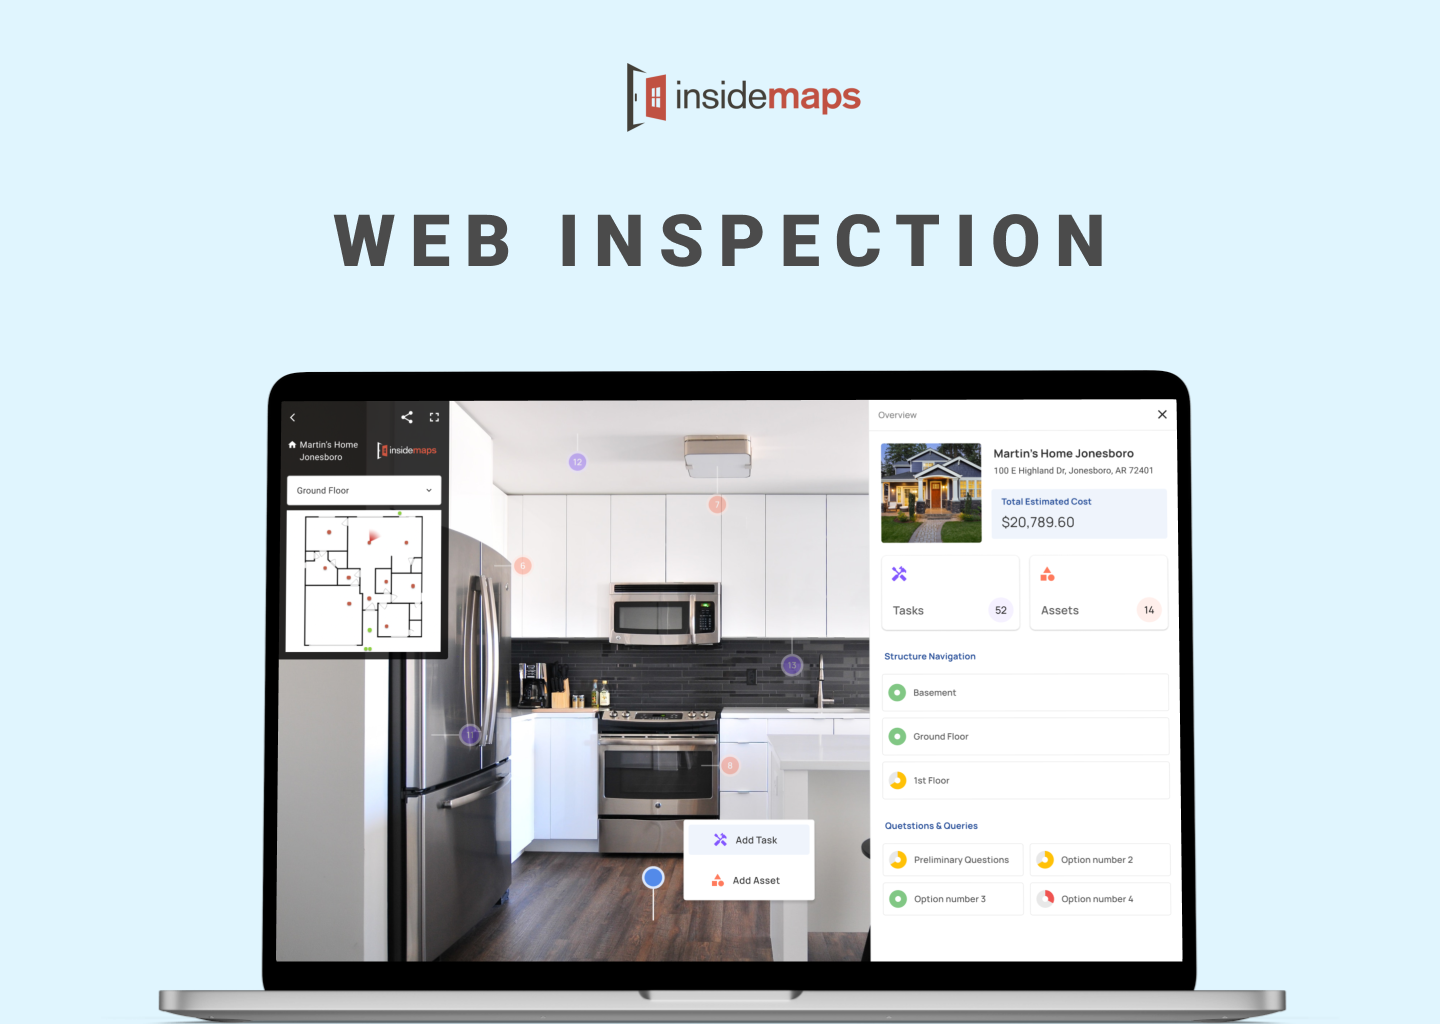 insidemaps
WEB INSPECTION
Martin's Home
Jonesboro
insidemaps
Ground Floor
12
7
6
13
11
8
Add Task
Add Asset
Overview
Martin's Home Jonesboro
100 E Highland Dr, Jonesboro, AR 72401
Total Estimated Cost
$20,789.60
Tasks
52
Assets
14
Structure Navigation
Basement
Ground Floor
1st Floor
Quetstions & Queries
Preliminary Questions
Option number 2
Option number 3
Option number 4